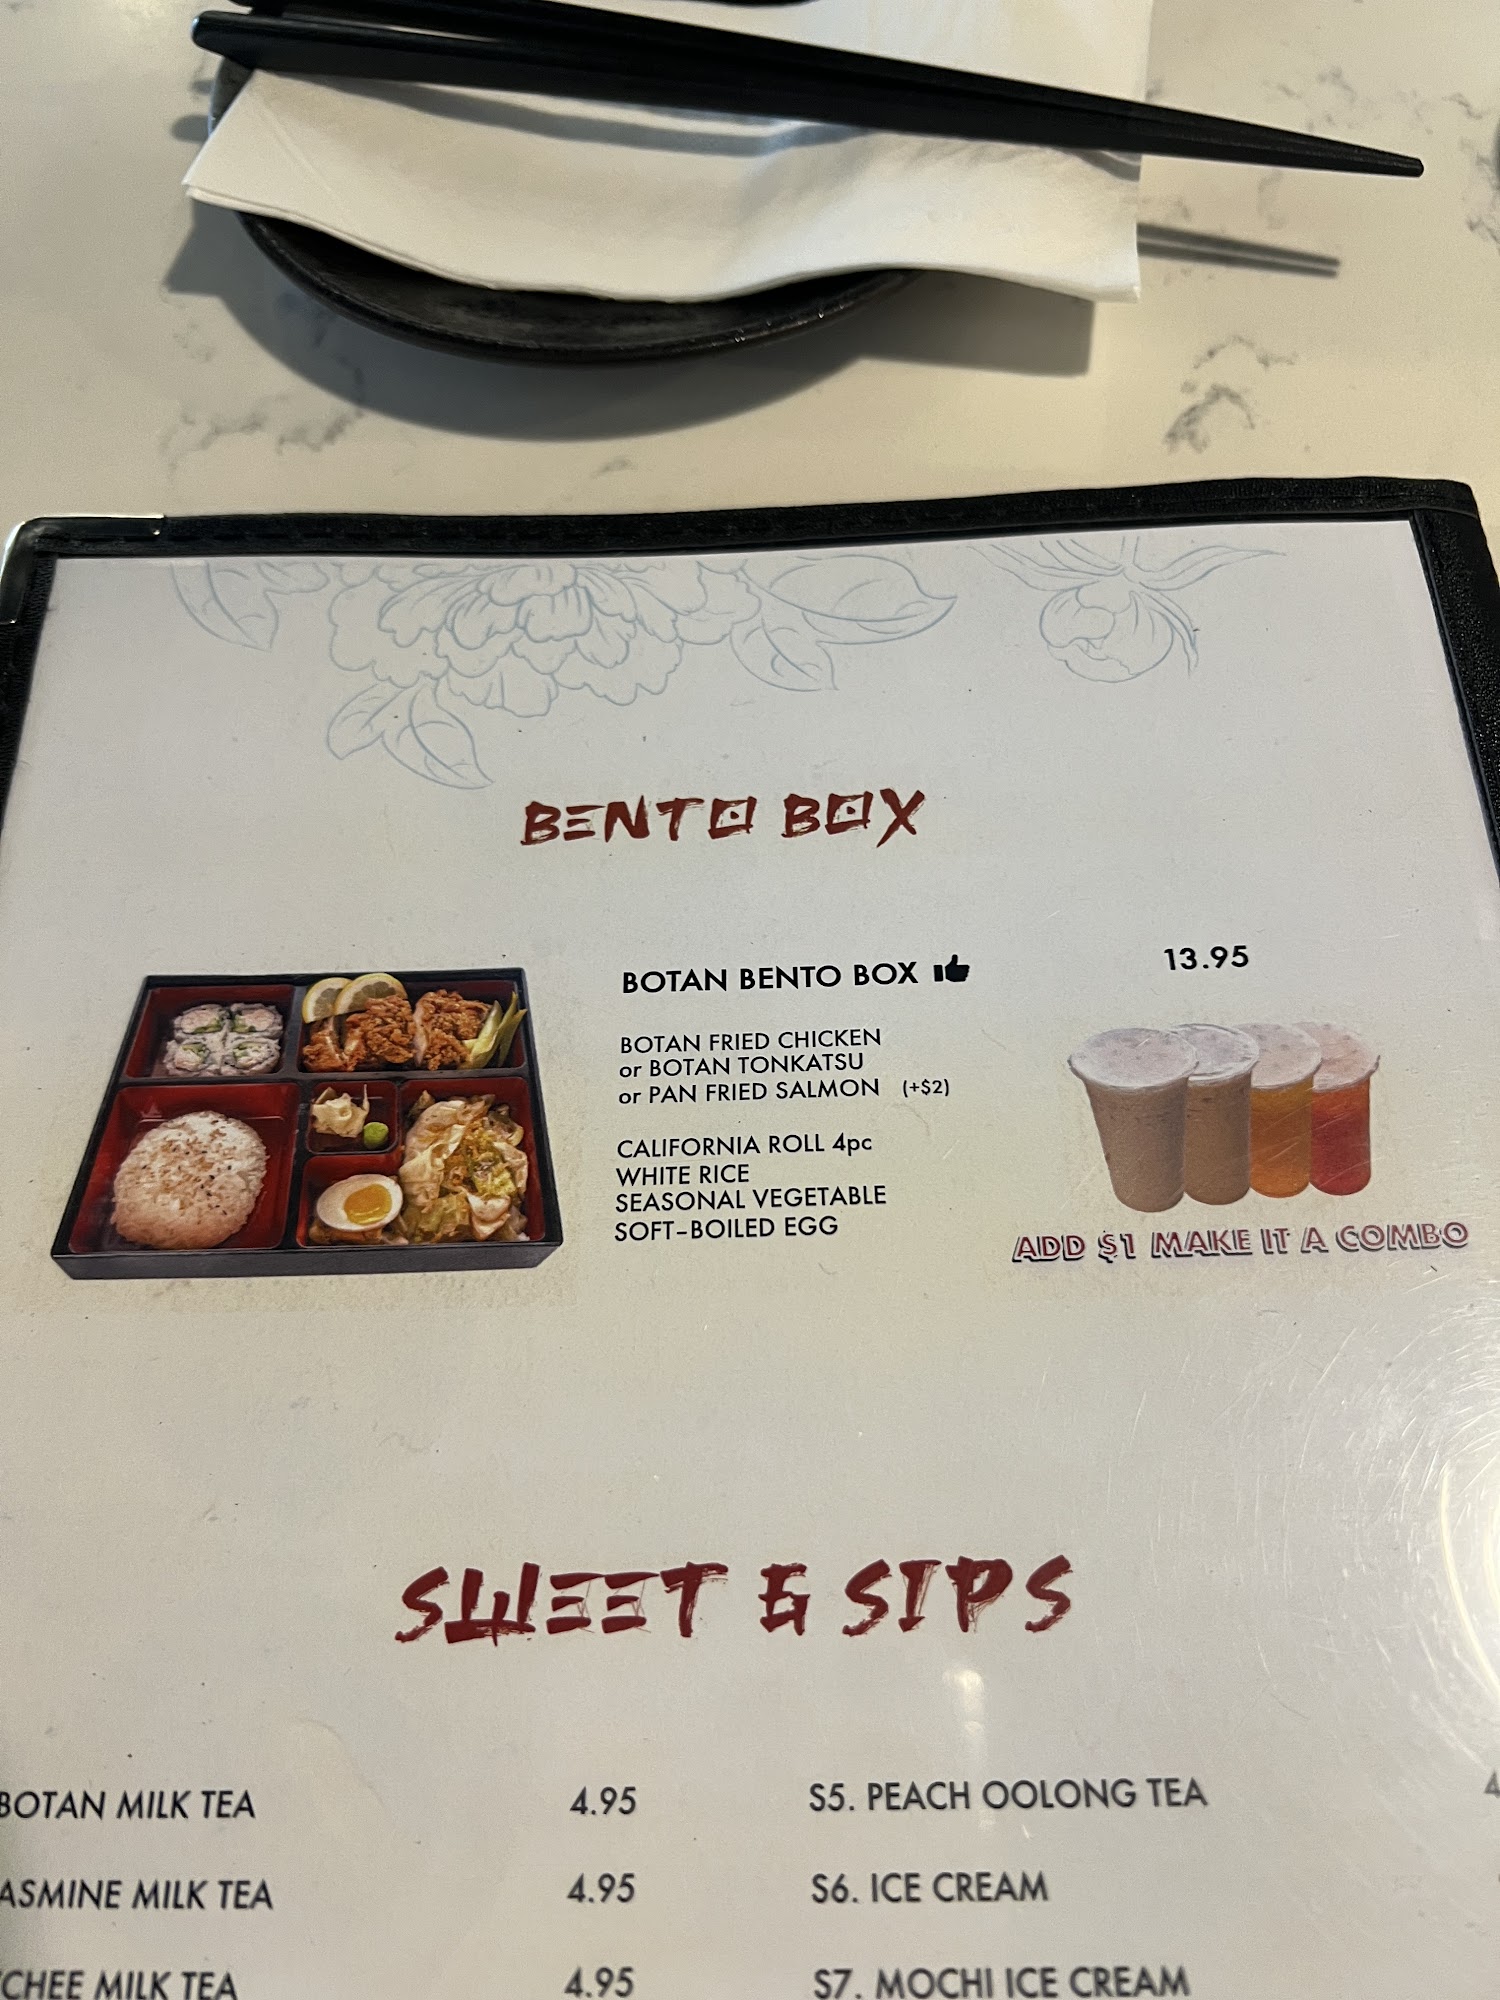 BENTO BOX
BOTAN BENTO BOX 13.95
BOTAN FRIED CHICKEN
or BOTAN TONKATSU
or PAN FRIED SALMON (+$2)
CALIFORNIA ROLL 4pc
WHITE RICE
SEASONAL VEGETABLE
SOFT-BOILED EGG
ADD $1 MAKE IT A COMBO
SWEET & SIPS
BOTAN MILK TEA 4.95
S5. PEACH OOLONG TEA
ASMINE MILK TEA 4.95
S6. ICE CREAM
CHEE MILK TEA 4.95
S7. MOCHI ICE CREAM